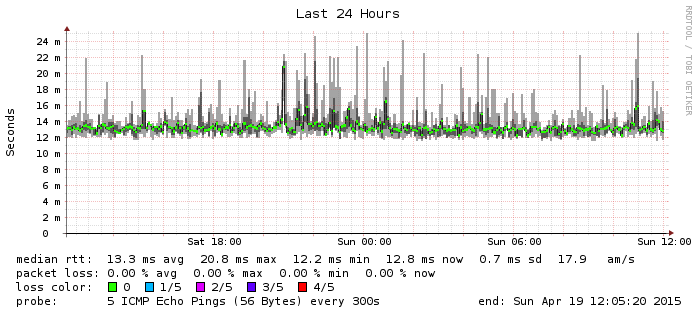 Last 24 Hours
RRDTOOL / TOBI OETIKER
Seconds
24 m
22 m
20 m
18 m
16 m
14 m
12 m
10 m
8 m
6 m
4 m
2 m
0
Sat 18:00 Sun 00:00 Sun 06:00 Sun 12:00
median rtt: 13.3 ms avg 20.8 ms max 12.2 ms min 12.8 ms now 0.7 ms sd 17.9 am/s
packet loss: 0.00 % avg 0.00 % max 0.00 % min 0.00 % now
loss color: 0 1/5 2/5 3/5 4/5
probe: 5 ICMP Echo Pings (56 Bytes) every 300s end: Sun Apr 19 12:05:20 2015